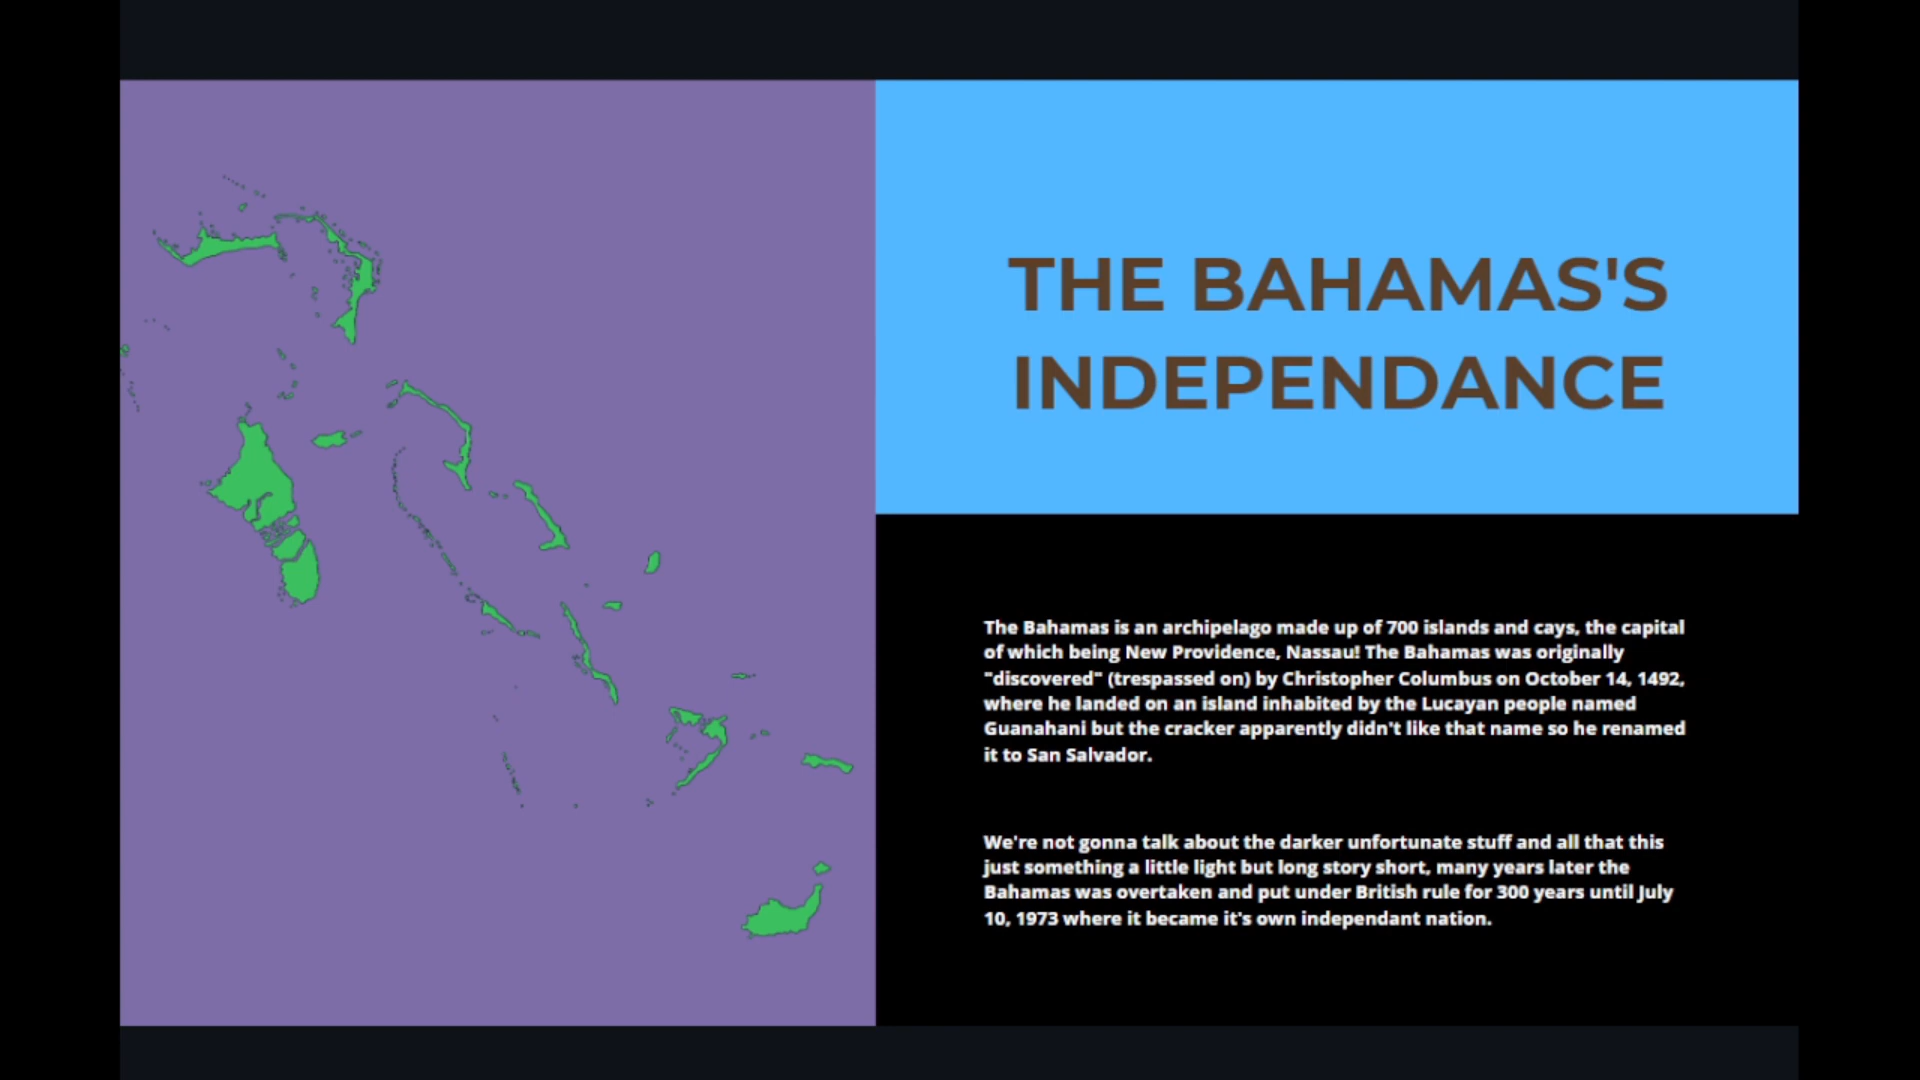 THE BAHAMAS'S
INDEPENDANCE
The Bahamas is an archipelago made up of 700 islands and cays, the capital
of which being New Providence, Nassau! The Bahamas was originally
"discovered" (trespassed on) by Christopher Columbus on October 14, 1492,
where he landed on an island inhabited by the Lucayan people named
Guanahani but the cracker apparently didn't like that name so he renamed
it to San Salvador.
We're not gonna talk about the darker unfortunate stuff and all that this
just something a little light but long story short, many years later the
Bahamas was overtaken and put under British rule for 300 years until July
10, 1973 where it became it's own independant nation.